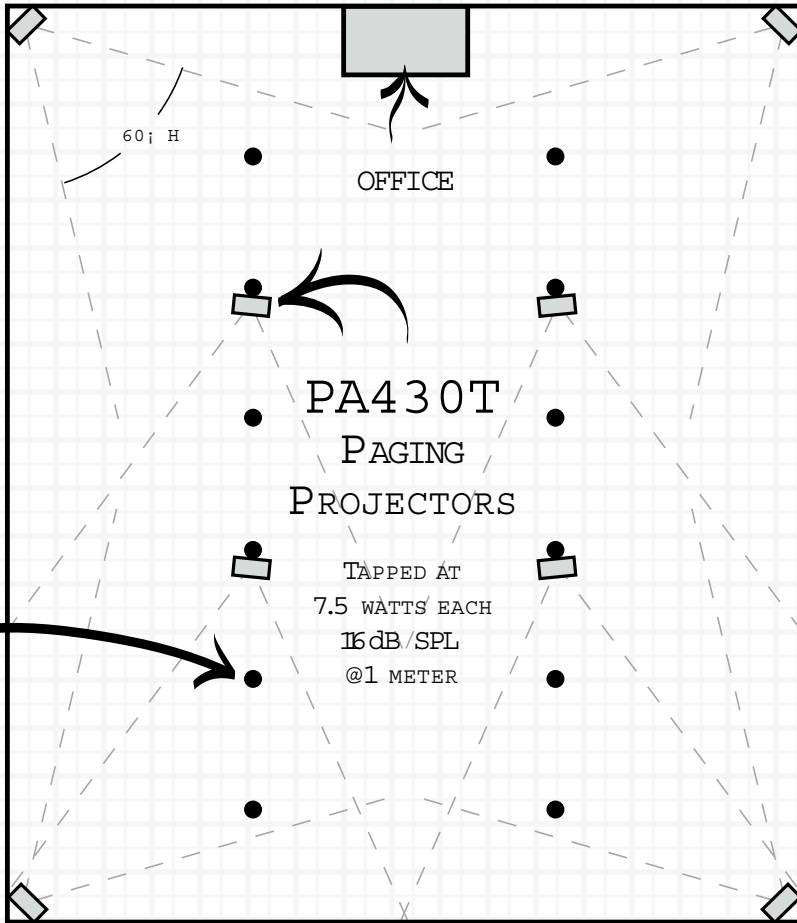 60¡ H
OFFICE
PA430T
PAGING
PROJECTORS
TAPPED AT
7.5 WATTS EACH
116dB SPL
@1 METER